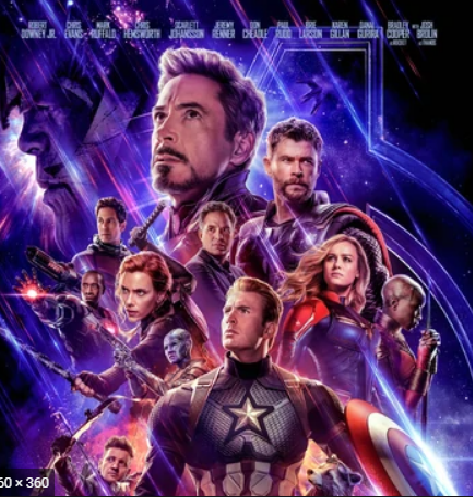 ROBERT DOWNEY JR. CHRIS EVANS MARK RUFFALO CHRIS HEMSWORTH SCARLETT JOHANSSON JEREMY RENNER DON CHEADLE PAUL RUDD BRIE LARSON KAREN GILLAN DANAI GURIRA BRADLEY COOPER WITH JOSH BROLIN
60 × 360